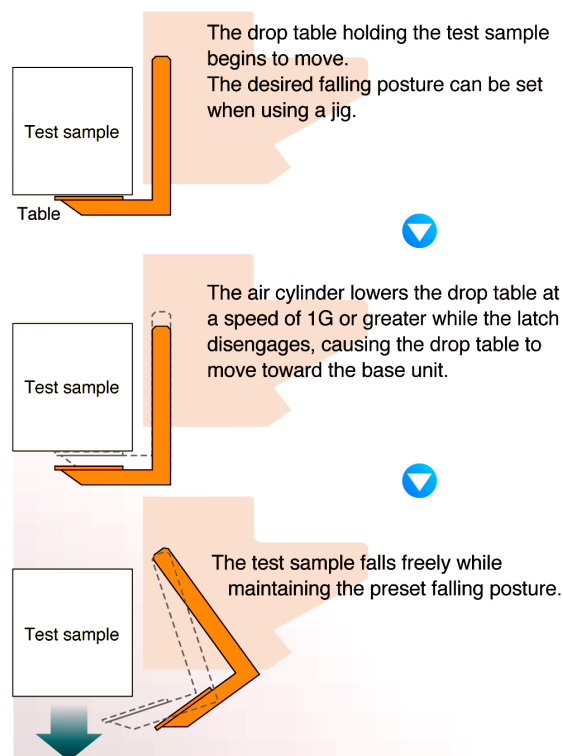 The drop table holding the test sample
begins to move.
The desired falling posture can be set
when using a jig.
Test sample
Table
The air cylinder lowers the drop table at
a speed of 1G or greater while the latch
disengages, causing the drop table to
move toward the base unit.
Test sample
The test sample falls freely while
maintaining the preset falling posture.
Test sample